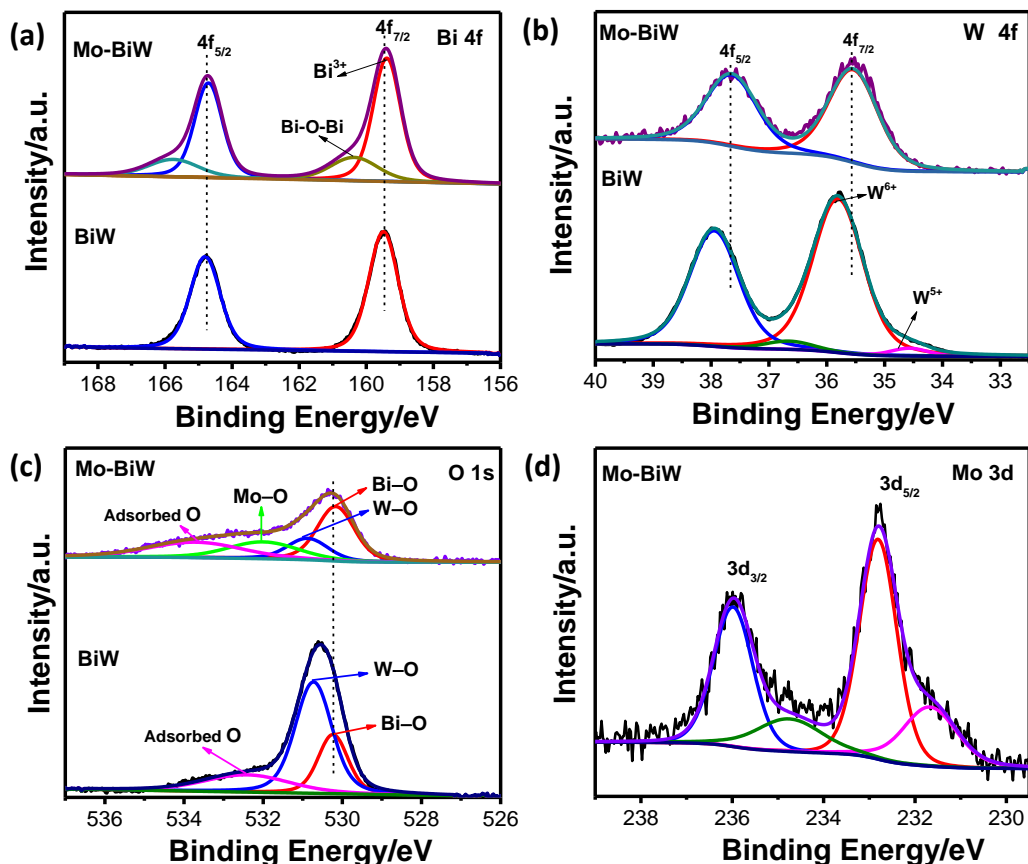 (a)
Mo-BiW
4f5/2
4f7/2
Bi 4f
Bi3+
Bi-O-Bi
BiW
Intensity/a.u.
168 166 164 162 160 158 156
Binding Energy/eV
(b)
Mo-BiW
4f5/2
4f7/2
W 4f
BiW
W6+
W5+
Intensity/a.u.
40 39 38 37 36 35 34 33
Binding Energy/eV
(c)
Mo-BiW
O 1s
Adsorbed O
Mo–O
Bi–O
W–O
BiW
W–O
Bi–O
Adsorbed O
Intensity/a.u.
536 534 532 530 528 526
Binding Energy/eV
(d)
Mo-BiW
Mo 3d
3d5/2
3d3/2
Intensity/a.u.
238 236 234 232 230
Binding Energy/eV